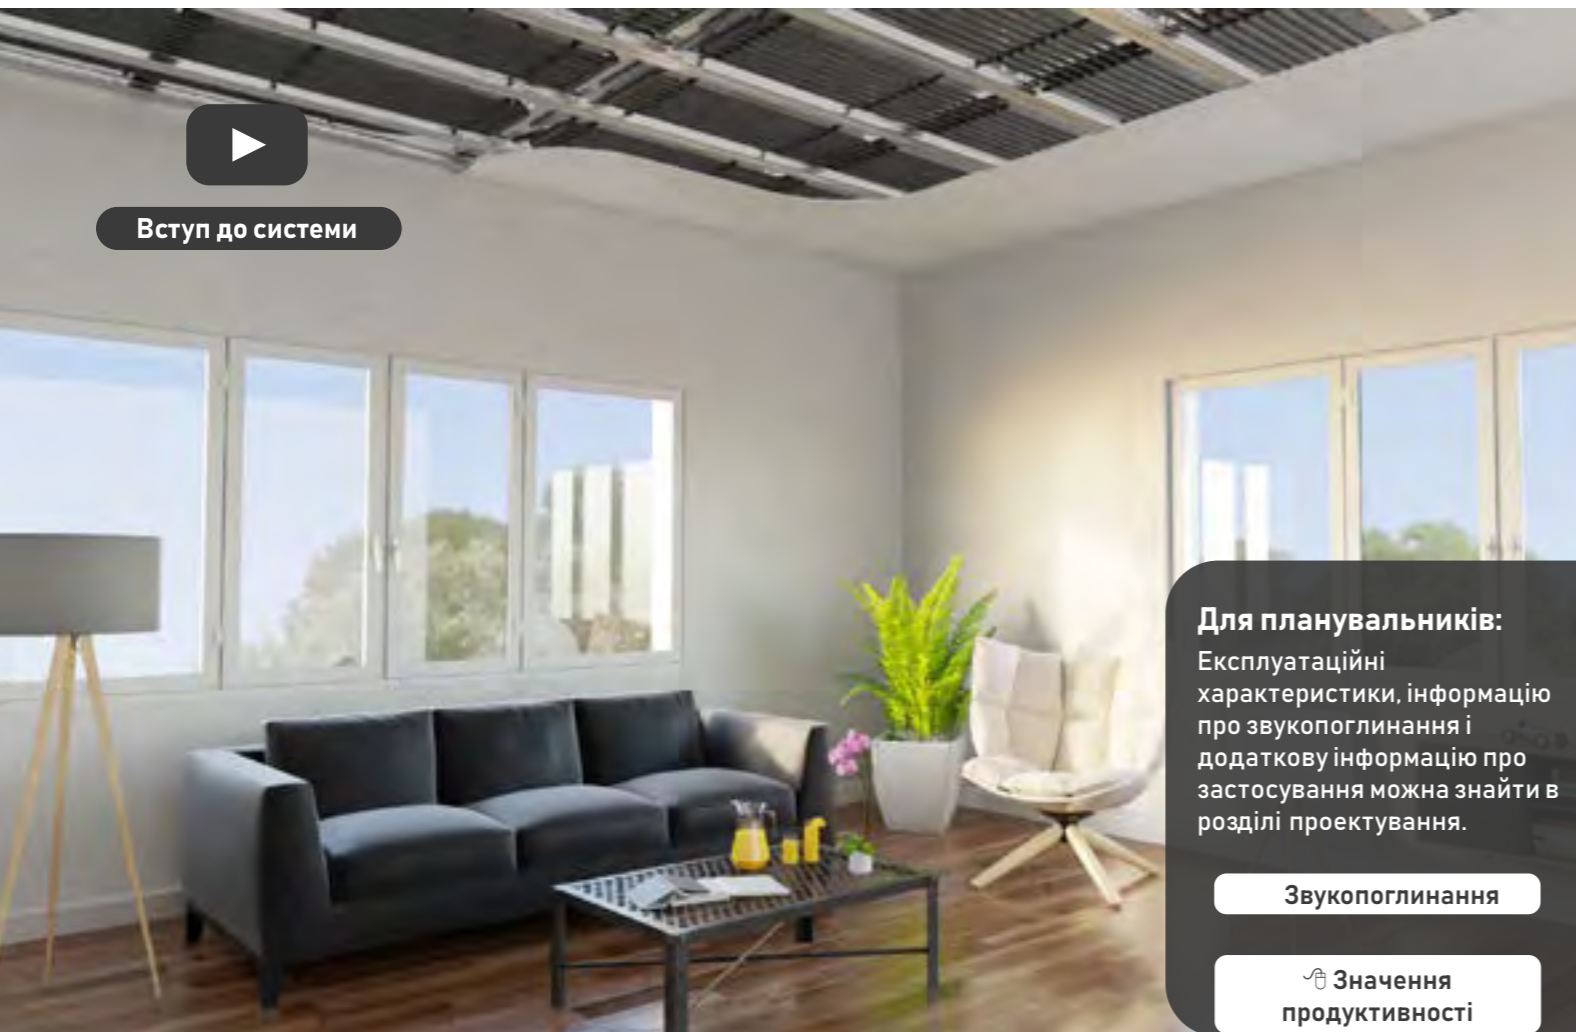 Вступ до системи
Для планувальників:
Експлуатаційні
характеристики, інформацію
про звукопоглинання і
додаткову інформацію про
застосування можна знайти в
розділі проектування.
Звукопоглинання
Значення
продуктивності